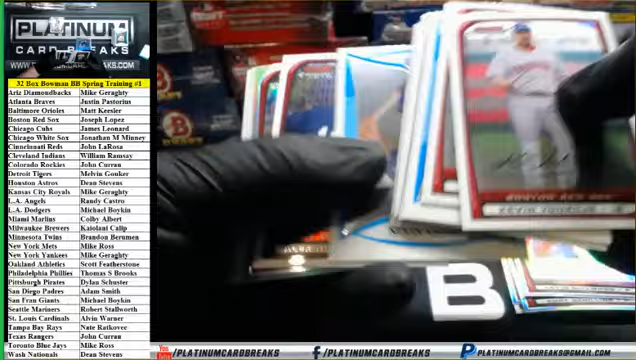 PLATINUM
CARD BREAKS
WWW.PLATINUMCARDBREAKS
32 Box Bowman BB Spring Training #1
Ariz Diamondbacks Mike Geraghty
Atlanta Braves Justin Pastorius
Baltimore Orioles Matt Keesler
Boston Red Sox Joseph Lopez
Chicago Cubs James Leonard
Chicago White Sox Jonathan M Minney
Cincinnati Reds John LaRosa
Cleveland Indians William Ramsay
Colorado Rockies John Curran
Detroit Tigers Melvin Gonker
Houston Astros Dean Stevens
Kansas City Royals Mike Geraghty
L.A. Angels Randy Castro
L.A. Dodgers Michael Boykin
Miami Marlins Colby Albert
Milwaukee Brewers Kaiolani Calip
Minnesota Twins Brandon Berumen
New York Mets Mike Ross
New York Yankees Mike Geraghty
Oakland Athletics Scott Featherstone
Philadelphia Phillies Thomas S Brooks
Pittsburgh Pirates Dylan Schuster
San Diego Padres Adam Smith
San Fran Giants Michael Boykin
Seattle Mariners Robert Stallworth
St. Louis Cardinals Alvin Warner
Tampa Bay Rays Nate Ratkovec
Texas Rangers John Curran
Toronto Blue Jays Mike Ross
Wash Nationals Dean Stevens
BOSTON RED SOX
B
You Tube /PLATINUMCARDBREAKS
f /PLATINUMCARDBREAKS
PLATINUMCARDBREAKS@GMAIL.COM